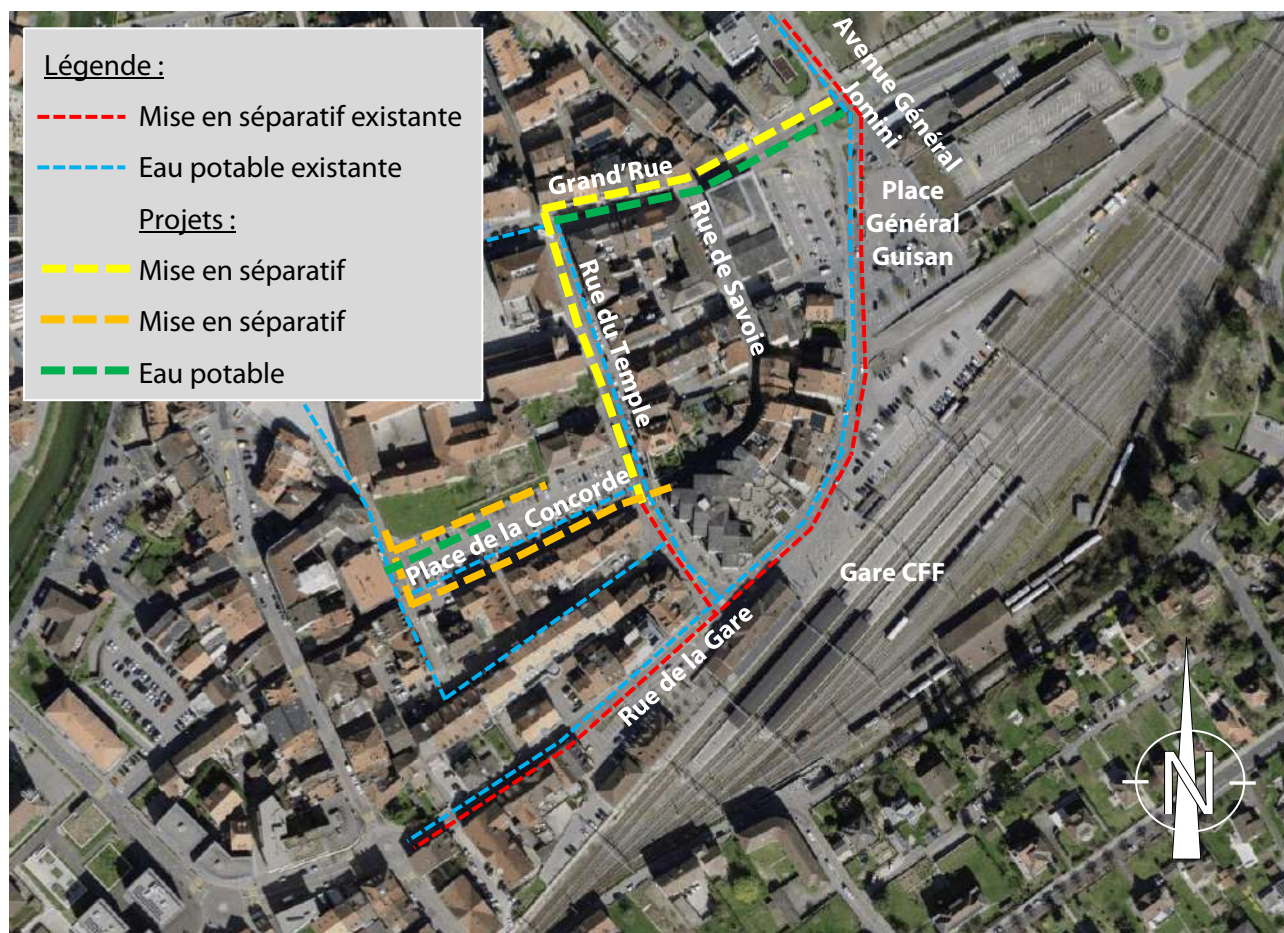 Légende :
Mise en séparatif existante
Eau potable existante
Projets :
Mise en séparatif
Mise en séparatif
Eau potable
Avenue Général
Jomini
Grand'Rue
Place
Général
Guisan
Rue de Savoie
Rue du Temple
Place de la Concorde
Gare CFF
Rue de la Gare
N